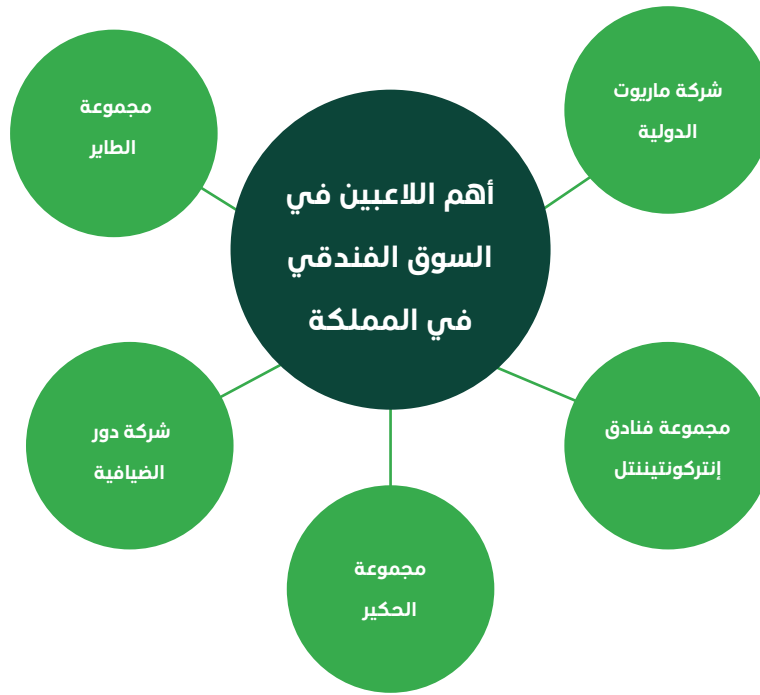 أهم اللاعبين في
السوق الفندقي
في المملكة
شركة ماريوت
الدولية
مجموعة فنادق
إنتركونتيننتل
مجموعة
الحكير
شركة دور
الضيافية
مجموعة
الطاير